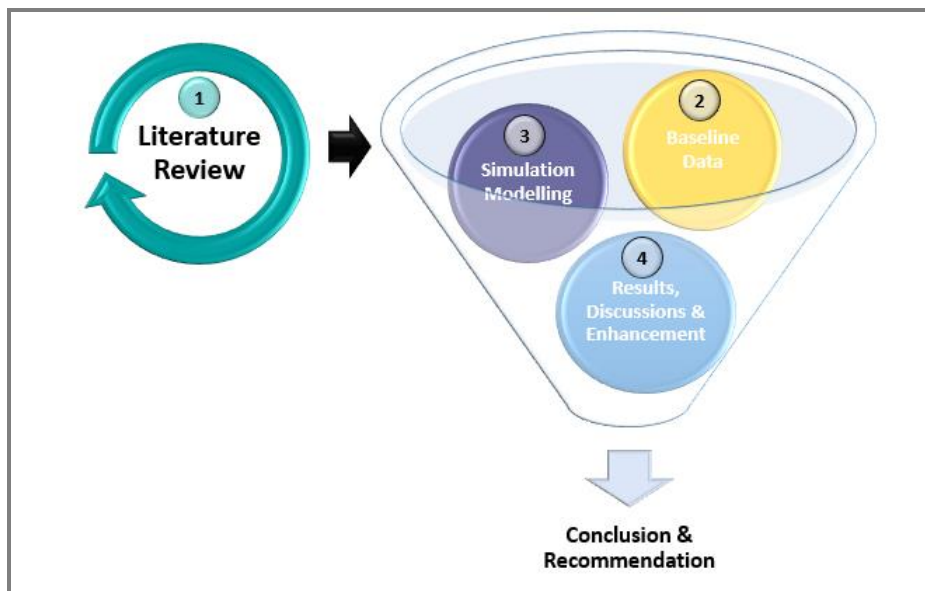 1
Literature
Review
2
Baseline
Data
3
Simulation
Modelling
4
Results,
Discussions &
Enhancement
Conclusion &
Recommendation